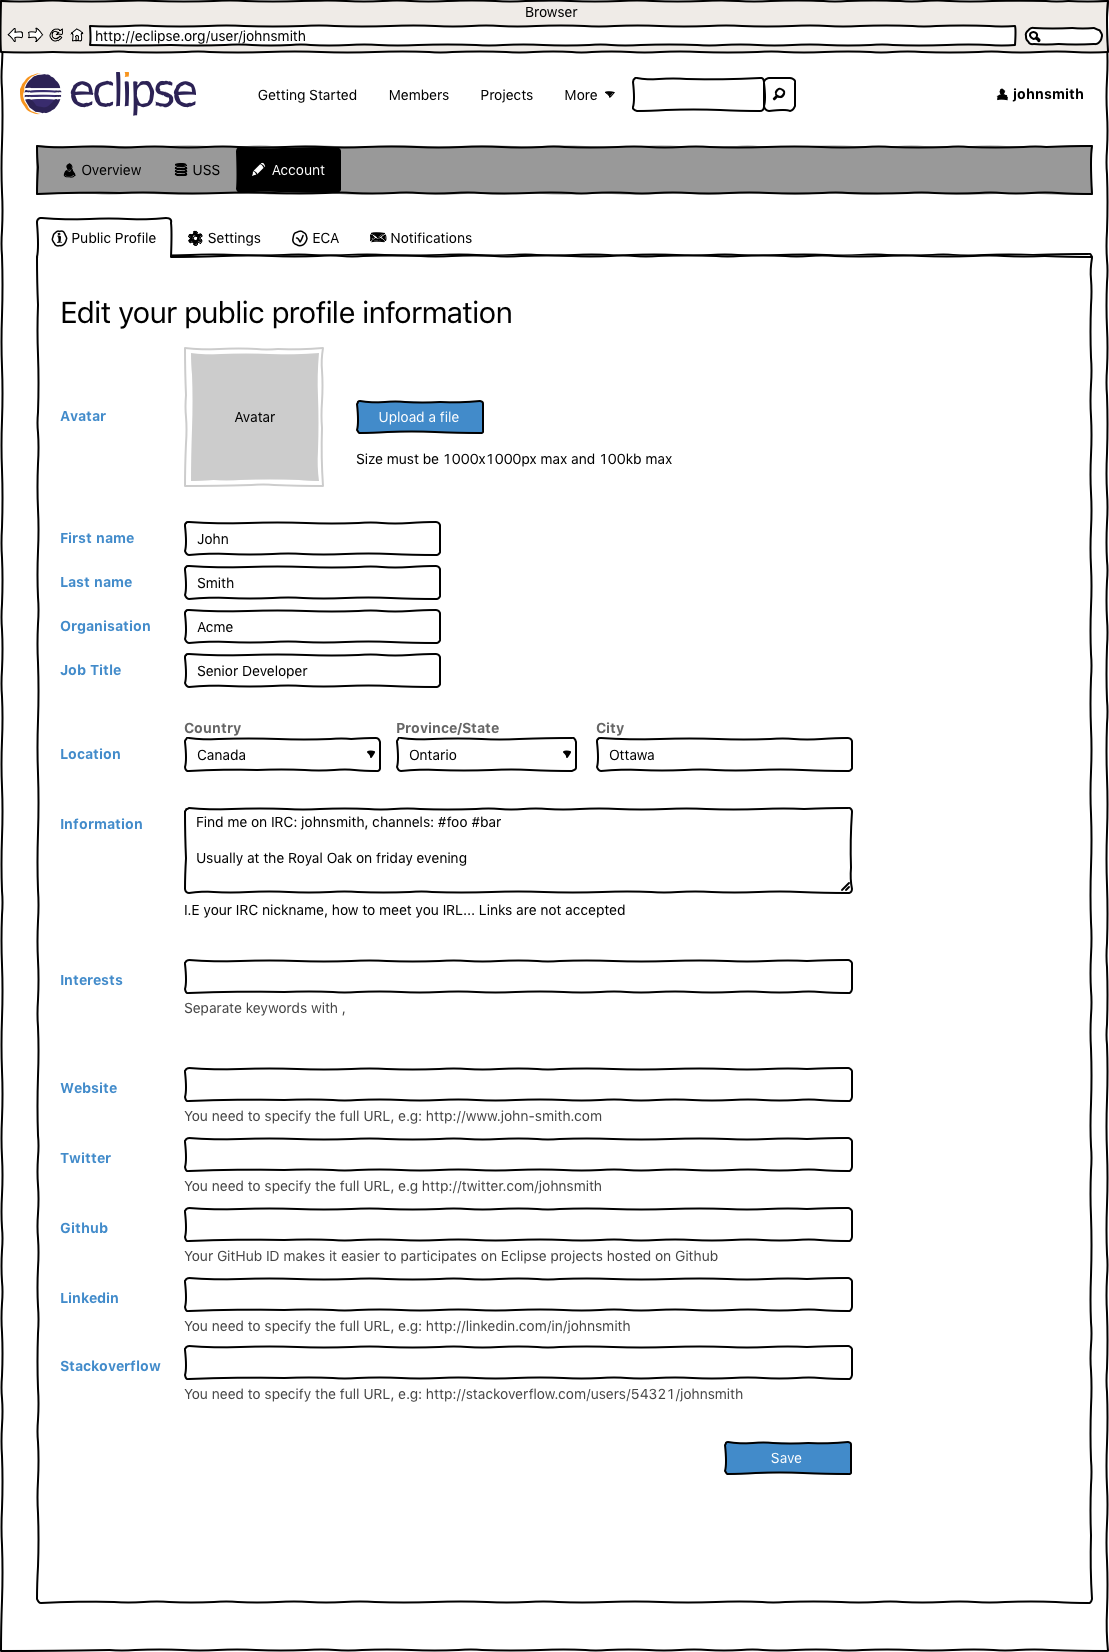 Browser
http://eclipse.org/user/johnsmith
eclipse
Getting Started Members Projects More
johnsmith
Overview USS Account
Public Profile Settings ECA Notifications
Edit your public profile information
Avatar
Avatar
Upload a file
Size must be 1000x1000px max and 100kb max
First name John
Last name Smith
Organisation Acme
Job Title Senior Developer
Country Province/State City
Location Canada Ontario Ottawa
Information
Find me on IRC: johnsmith, channels: #foo #bar
Usually at the Royal Oak on friday evening
I.E your IRC nickname, how to meet you IRL... Links are not accepted
Interests
Separate keywords with ,
Website
You need to specify the full URL, e.g: http://www.john-smith.com
Twitter
You need to specify the full URL, e.g http://twitter.com/johnsmith
Github
Your GitHub ID makes it easier to participates on Eclipse projects hosted on Github
Linkedin
You need to specify the full URL, e.g: http://linkedin.com/in/johnsmith
Stackoverflow
You need to specify the full URL, e.g: http://stackoverflow.com/users/54321/johnsmith
Save